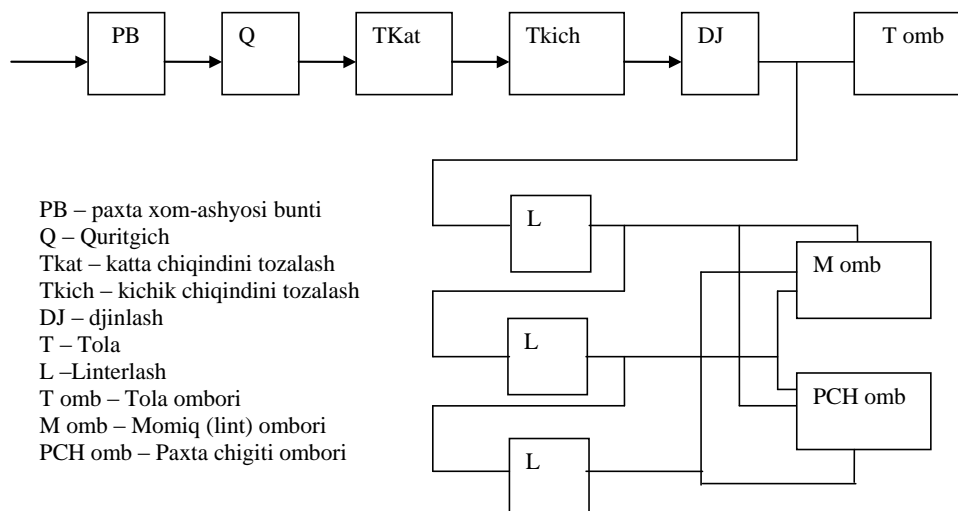 PB
Q
TKat
Tkich
DJ
T omb
PB – paxta xom-ashyosi bunti
Q – Quritgich
Tkat – katta chiqindini tozalash
Tkich – kichik chiqindini tozalash
DJ – djinlash
T – Tola
L –Linterlash
T omb – Tola ombori
M omb – Momiq (lint) ombori
PCH omb – Paxta chigiti ombori
L
M omb
L
PCH omb
L